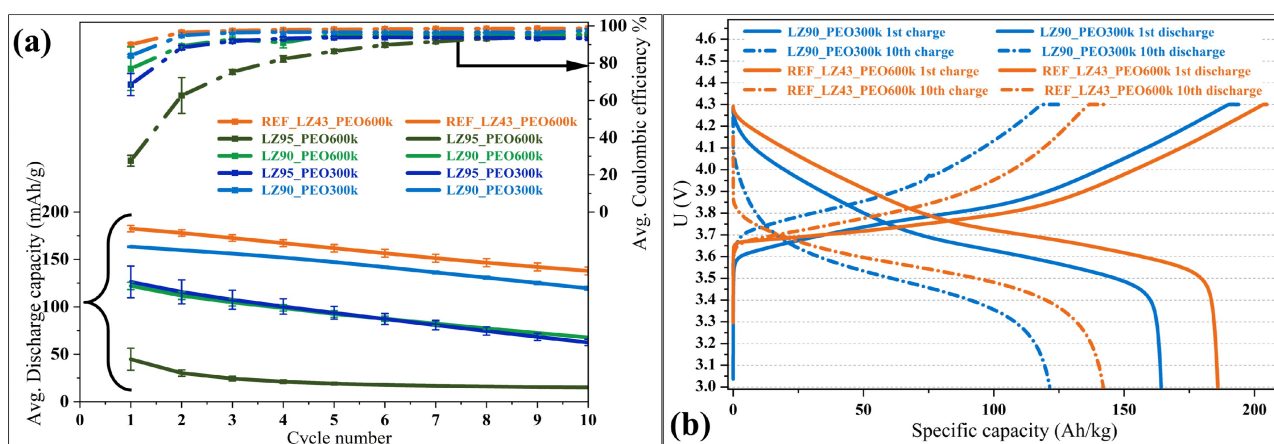 (a)
100
80
60
40
20
0
Avg. Coulombic efficiency %
REF_LZ43_PEO600k
LZ95_PEO600k LZ95_PEO600k
LZ90_PEO600k LZ90_PEO600k
LZ95_PEO300k LZ95_PEO300k
LZ90_PEO300k LZ90_PEO300k
200
150
100
50
0
Avg. Discharge capacity (mAh/g)
1 2 3 4 5 6 7 8 9 10
Cycle number
(b)
LZ90_PEO300k 1st charge LZ90_PEO300k 1st discharge
LZ90_PEO300k 10th charge LZ90_PEO300k 10th discharge
REF_LZ43_PEO600k 1st charge REF_LZ43_PEO600k 1st discharge
REF_LZ43_PEO600k 10th charge REF_LZ43_PEO600k 10th discharge
4.6
4.5
4.4
4.3
4.2
4.1
4.0
3.9
3.8
3.7
3.6
3.5
3.4
3.3
3.2
3.1
3.0
U (V)
0 25 50 75 100 125 150 175 200
Specific capacity (Ah/kg)